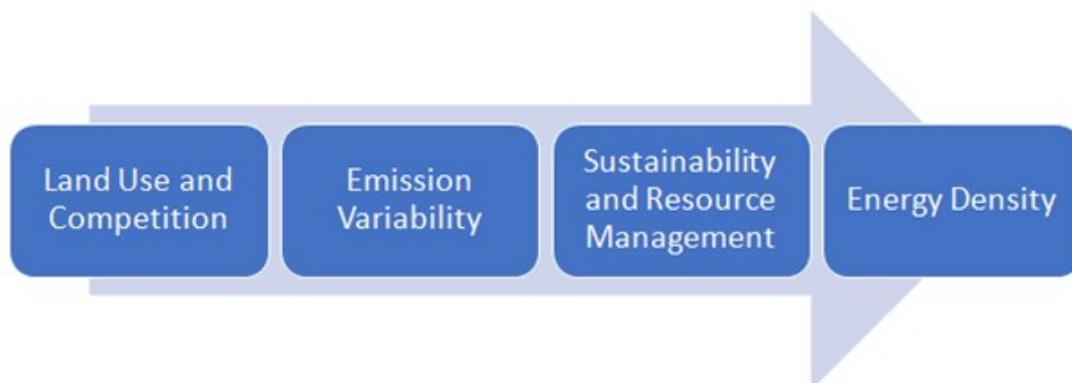 Land Use and
Competition
Emission
Variability
Sustainability
and Resource
Management
Energy Density